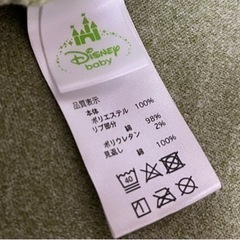 Disney
baby
品質表示
本体
ポリエステル 100%
リブ部分
綿 98%
ポリウレタン 2%
見返し
綿 100%
40